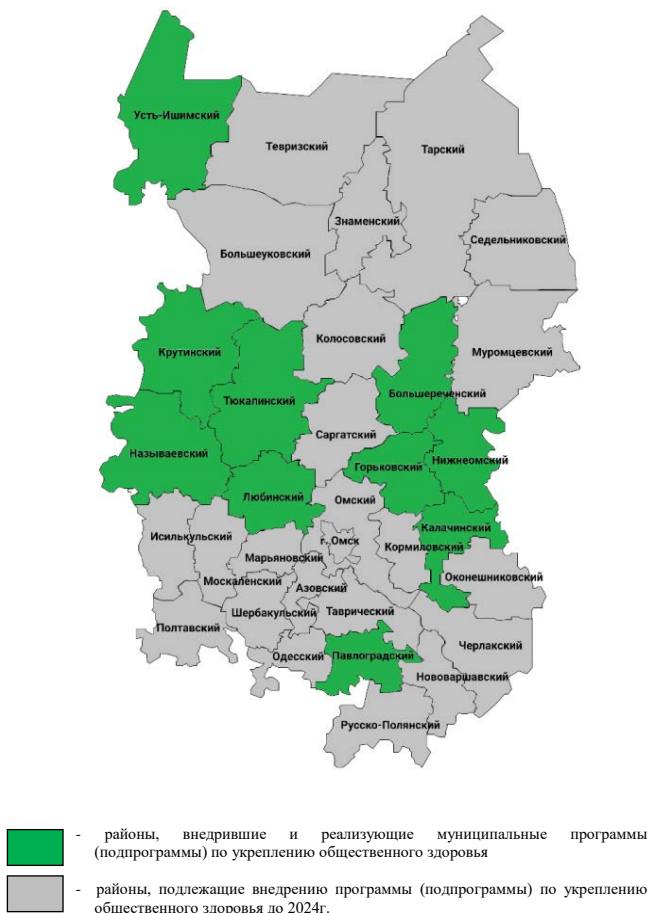 Усть-Ишимский
Тевризский
Тарский
Знаменский
Седельниковский
Большеуковский
Колосовский
Крутинский
Муромцевский
Большереченский
Тюкалинский
Саргатский
Называевский
Горьковский
Нижнеомский
Любинский
Омский
Калачинский
Исилькульский
г. Омск
Кормиловский
Марьяновский
Оконешниковский
Москаленский
Азовский
Шербакульский
Таврический
Полтавский
Черлакский
Одесский
Павлоградский
Нововаршавский
Русско-Полянский
- районы, внедрившие и реализующие муниципальные программы
(подпрограммы) по укреплению общественного здоровья
- районы, подлежащие внедрению программы (подпрограммы) по укреплению
общественного здоровья до 2024г.